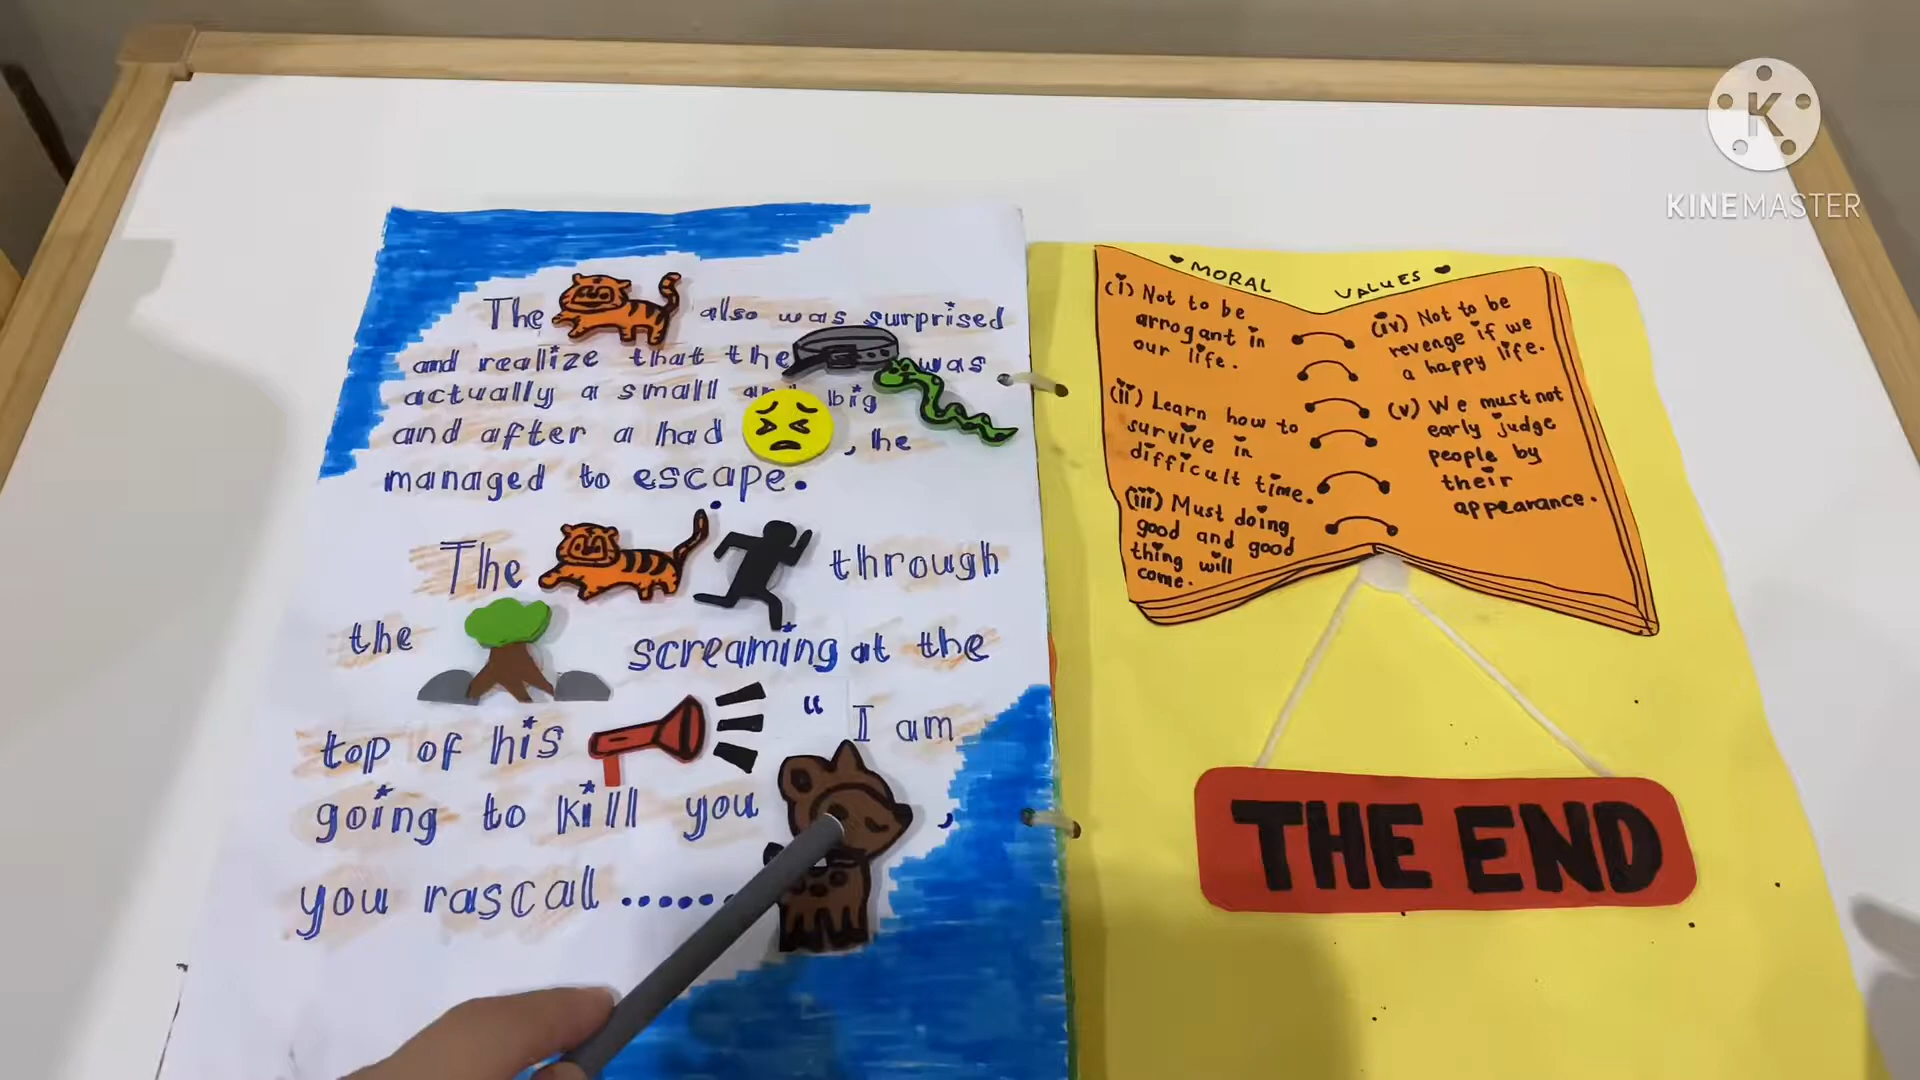 The also was surprised
and realize that the was
actually a small big
and after a had , he
managed to escape.
The through
the screaming at the
top of his " I am
going to kill you ,
you rascal ......
MORAL VALUES
(i) Not to be
arrogant in
our life.
(ii) Learn how to
survive in
difficult time.
(iii) Must doing
good and good
thing will
come.
(iv) Not to be
revenge if we
a happy life.
(v) We must not
early judge
people by
their
appearance.
THE END
K
KINEMASTER